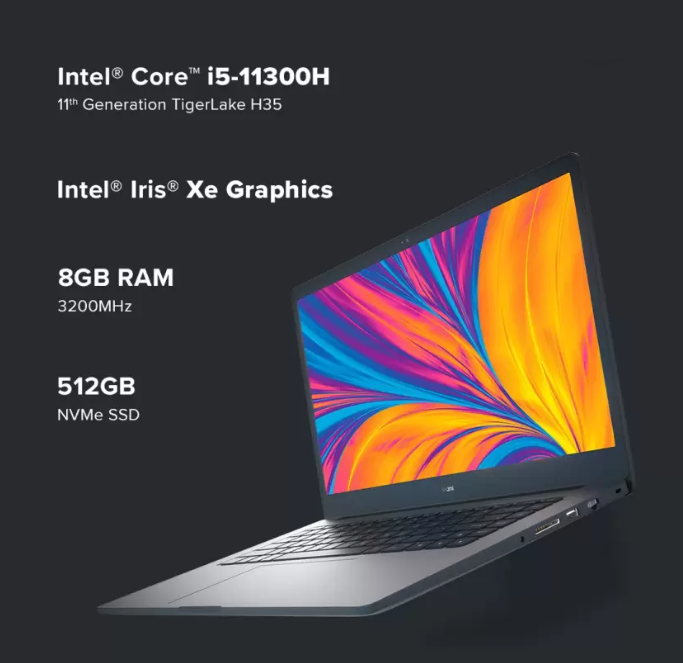 Intel® Core™ i5-11300H
11th Generation TigerLake H35
Intel® Iris® Xe Graphics
8GB RAM
3200MHz
512GB
NVMe SSD